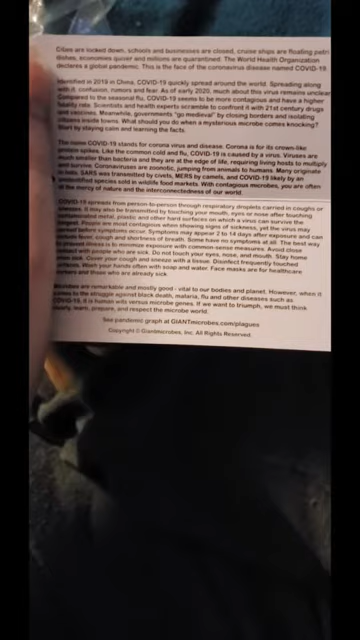 Cities are locked down, schools and businesses are closed, cruise ships are floating petri
dishes, economies quiver and millions are quarantined. The World Health Organization
declares a global pandemic. This is the face of the coronavirus disease named COVID-19.
Identified in 2019 in China, COVID-19 quickly spread around the world. Spreading along
with it, confusion, rumors and fear. As of early 2020, much about this virus remains unclear.
Compared to the seasonal flu, COVID-19 seems to be more contagious and have a higher
fatality rate. Scientists and health experts scramble to confront it with 21st century drugs
and vaccines. Meanwhile, governments "go medieval" by closing borders and isolating
citizens inside towns. What should you do when a mysterious microbe comes knocking?
Start by staying calm and learning the facts.
The name COVID-19 stands for corona virus and disease. Corona is for its crown-like
protein spikes. Like the common cold and flu, COVID-19 is caused by a virus. Viruses are
much smaller than bacteria and they are at the edge of life, requiring living hosts to multiply
and survive. Coronaviruses are zoonotic, jumping from animals to humans. Many originate
in bats. SARS was transmitted by civets, MERS by camels, and COVID-19 likely by an
unidentified species sold in wildlife food markets. With contagious microbes, you are often
at the mercy of nature and the interconnectedness of our world.
COVID-19 spreads from person-to-person through respiratory droplets carried in coughs or
sneezes. It may also be transmitted by touching your mouth, eyes or nose after touching
contaminated metal, plastic and other hard surfaces on which a virus can survive the
longest. People are most contagious when showing signs of sickness, yet the virus may
spread before symptoms occur. Symptoms may appear 2 to 14 days after exposure and can
include fever, cough and shortness of breath. Some have no symptoms at all. The best way
to prevent illness is to minimize exposure with common-sense measures. Avoid close
contact with people who are sick. Do not touch your eyes, nose, and mouth. Stay home
when sick. Cover your cough and sneeze with a tissue. Disinfect frequently touched
surfaces. Wash your hands often with soap and water. Face masks are for healthcare
workers and those who are already sick.
Microbes are remarkable and mostly good - vital to our bodies and planet. However, when it
comes to the struggle against black death, malaria, flu and other diseases such as
COVID-19, it is human wits versus microbe genes. If we want to triumph, we must think
clearly, learn, prepare, and respect the microbe world.
See pandemic graph at GIANTmicrobes.com/plagues
Copyright © Giantmicrobes, Inc. All Rights Reserved.